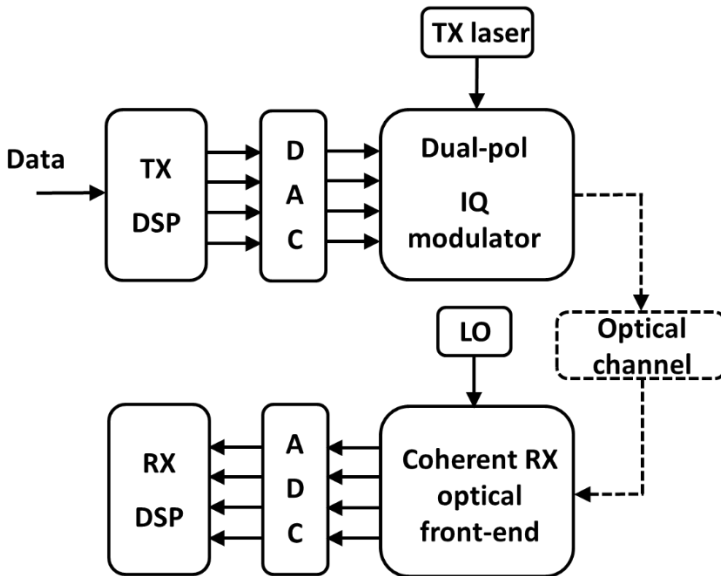 TX laser
Data
TX
DSP
D
A
C
Dual-pol
IQ
modulator
Optical
channel
LO
RX
DSP
A
D
C
Coherent RX
optical
front-end